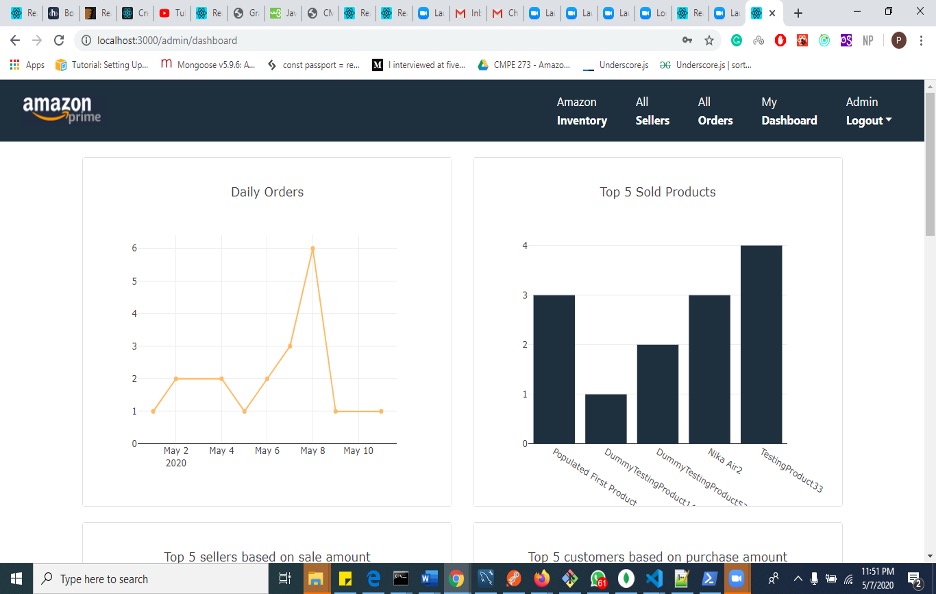 Re Bo Re Cr Tu Re Gr Ja CN Re Re La Int Ch La La La Lo Re La
localhost:3000/admin/dashboard
NP P
Apps Tutorial: Setting Up... Mongoose v5.9.6: A... const passport = re... I interviewed at five... CMPE 273 - Amazo... Underscore.js Underscore.js | sort...
amazon
prime
Amazon All All My Admin
Inventory Sellers Orders Dashboard Logout
Daily Orders
6
5
4
3
2
1
0
May 2 May 4 May 6 May 8 May 10
2020
Top 5 Sold Products
4
3
2
1
0
Populated First Product
DummyTestingProduct1
DummyTestingProduct5
Nika Air2
TestingProduct33
Top 5 sellers based on sale amount
Top 5 customers based on purchase amount
Type here to search
61
11:51 PM
5/7/2020
2